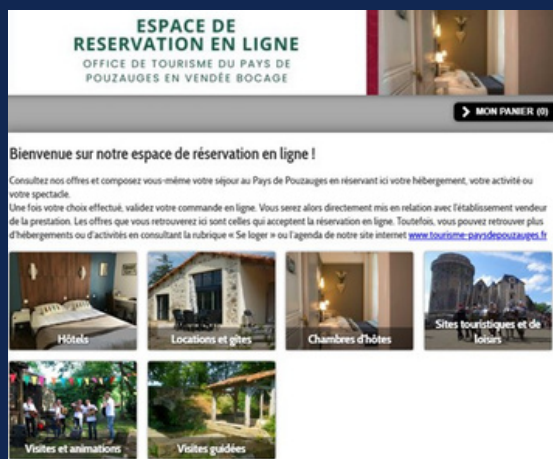 ESPACE DE
RESERVATION EN LIGNE
OFFICE DE TOURISME DU PAYS DE
POUZAUGES EN VENDÉE BOCAGE
MON PANIER (0)
Bienvenue sur notre espace de réservation en ligne !
Consultez nos offres et composez vous-même votre séjour au Pays de Pouzauges en réservant ici votre hébergement, votre activité ou
votre spectacle.
Une fois votre choix effectué, validez votre commande en ligne. Vous serez alors directement mis en relation avec l'établissement vendeur
de la prestation. Les offres que vous retrouverez ici sont celles qui acceptent la réservation en ligne. Toutefois, vous pouvez retrouver plus
d'hébergements ou d'activités en consultant la rubrique « Se loger » ou l'agenda de notre site internet www.tourisme-paysdepouzauges.fr
Hôtels
Locations et gîtes
Chambres d'hôtes
Sites touristiques et de
loisirs
Visites et animations
Visites guidées